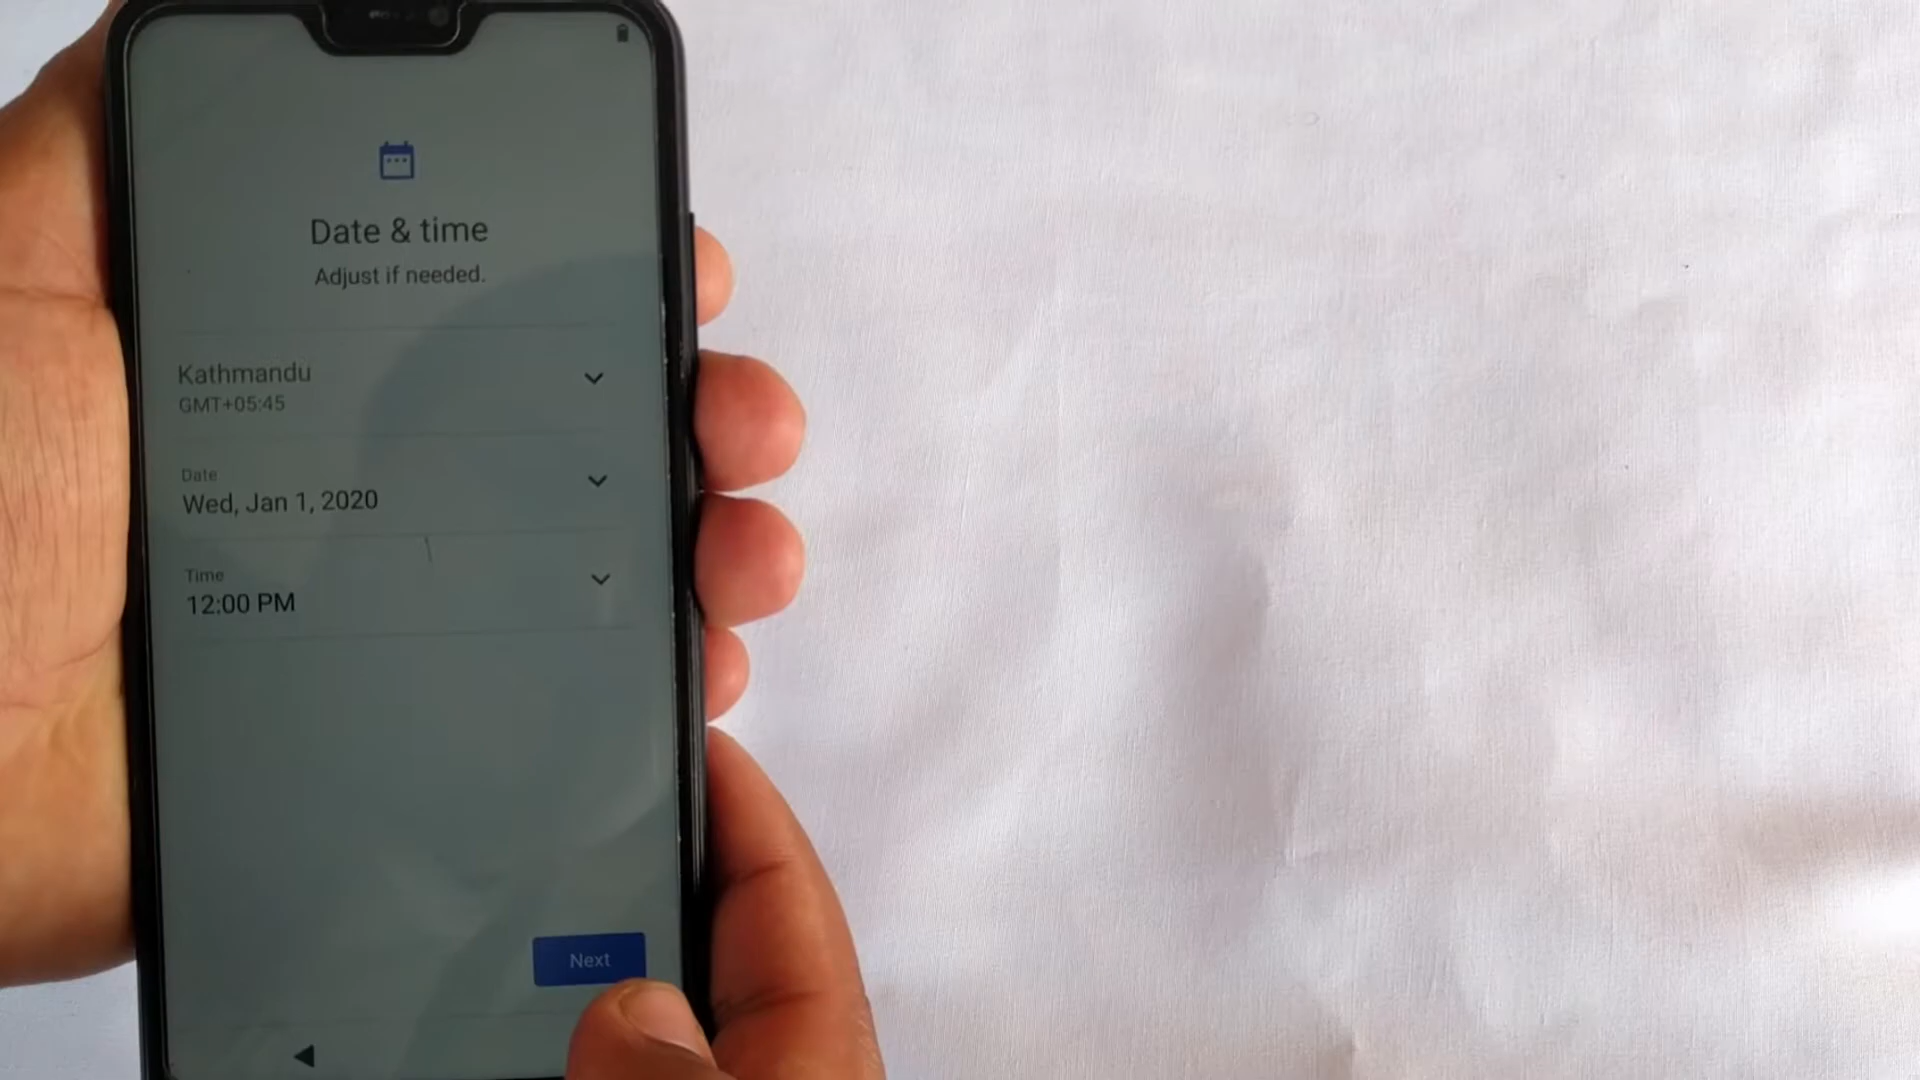 Date & time
Adjust if needed.
Kathmandu
GMT+05:45
Date
Wed, Jan 1, 2020
Time
12:00 PM
Next